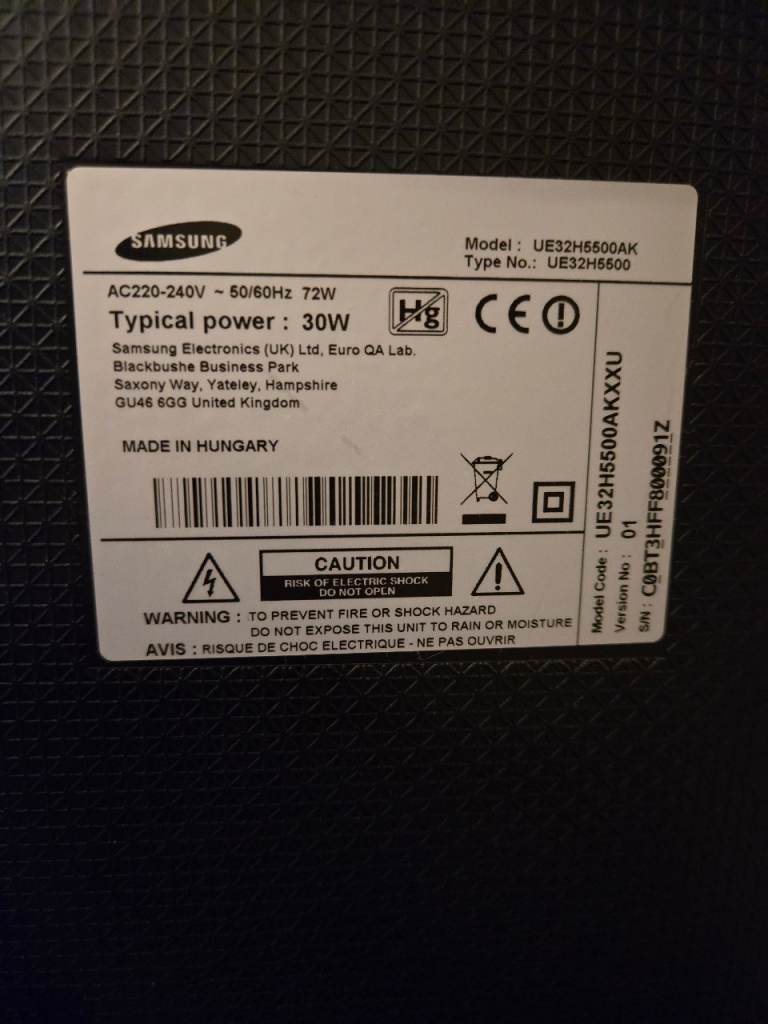 SAMSUNG
Model : UE32H5500AK
Type No.: UE32H5500
AC220-240V ~ 50/60Hz 72W
Typical power : 30W
Hg
CE
Samsung Electronics (UK) Ltd, Euro QA Lab.
Blackbushe Business Park
Saxony Way, Yateley, Hampshire
GU46 6GG United Kingdom
MADE IN HUNGARY
CAUTION
RISK OF ELECTRIC SHOCK
DO NOT OPEN
WARNING : TO PREVENT FIRE OR SHOCK HAZARD
DO NOT EXPOSE THIS UNIT TO RAIN OR MOISTURE
AVIS : RISQUE DE CHOC ELECTRIQUE - NE PAS OUVRIR
Model Code : UE32H5500AKXXU
Version No : 01
S/N : C0BT3HFF800091Z